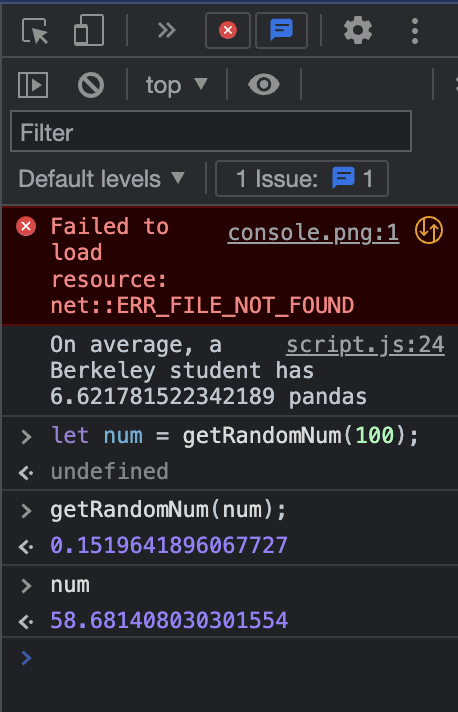 top
Filter
Default levels
1 Issue: 1
Failed to console.png:1
load
resource:
net::ERR_FILE_NOT_FOUND
On average, a script.js:24
Berkeley student has
6.621781522342189 pandas
> let num = getRandomNum(100);
undefined
> getRandomNum(num);
0.1519641896067727
> num
58.681408030301554
>